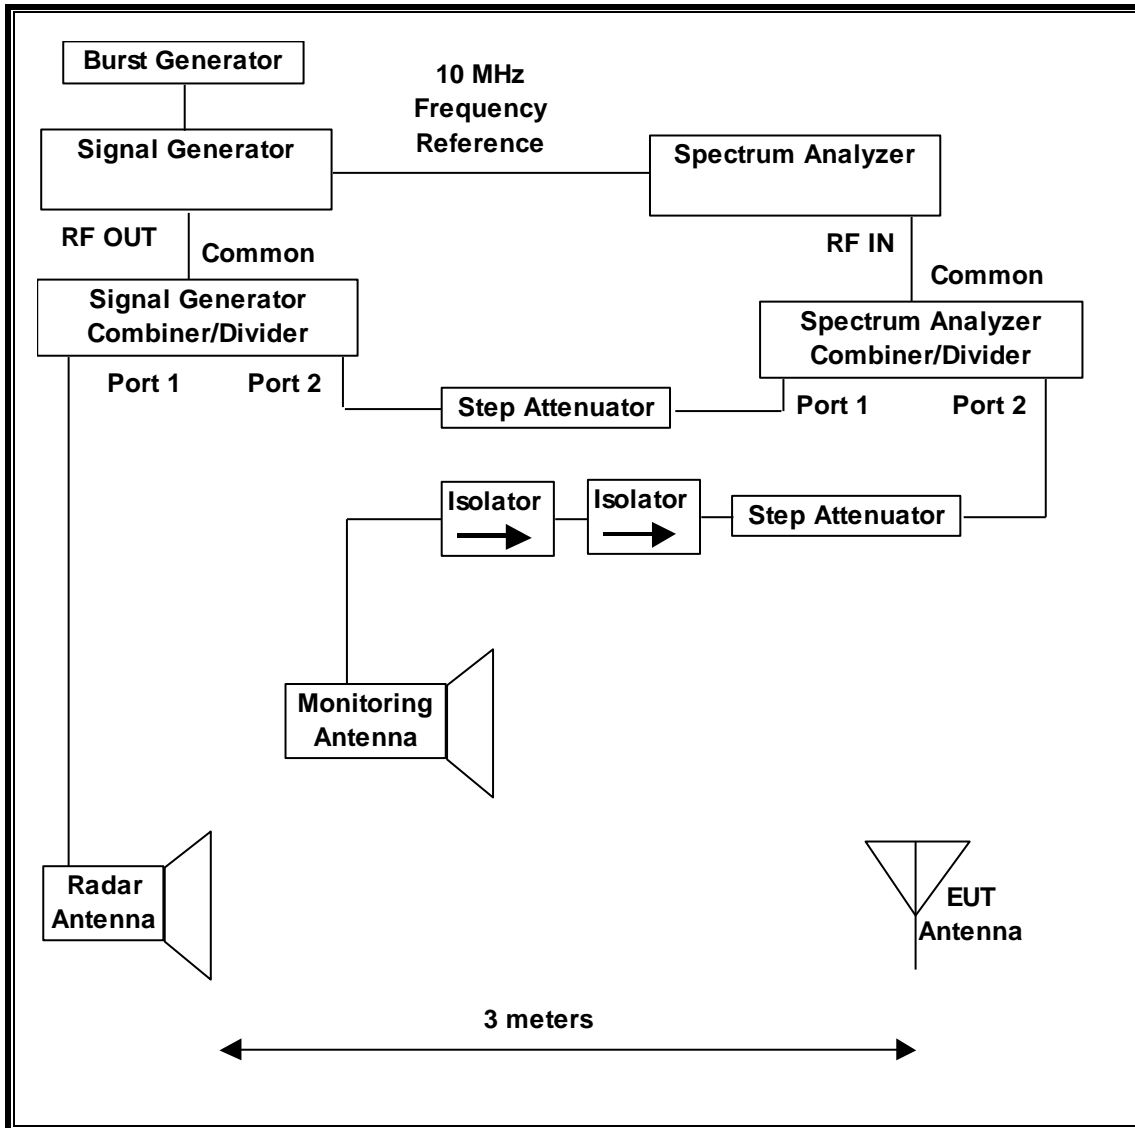 Burst Generator
10 MHz
Frequency
Reference
Signal Generator
Spectrum Analyzer
RF OUT
Common
RF IN
Common
Signal Generator
Combiner/Divider
Spectrum Analyzer
Combiner/Divider
Port 1
Port 2
Step Attenuator
Port 1
Port 2
Isolator
Isolator
Step Attenuator
Monitoring
Antenna
Radar
Antenna
EUT
Antenna
3 meters